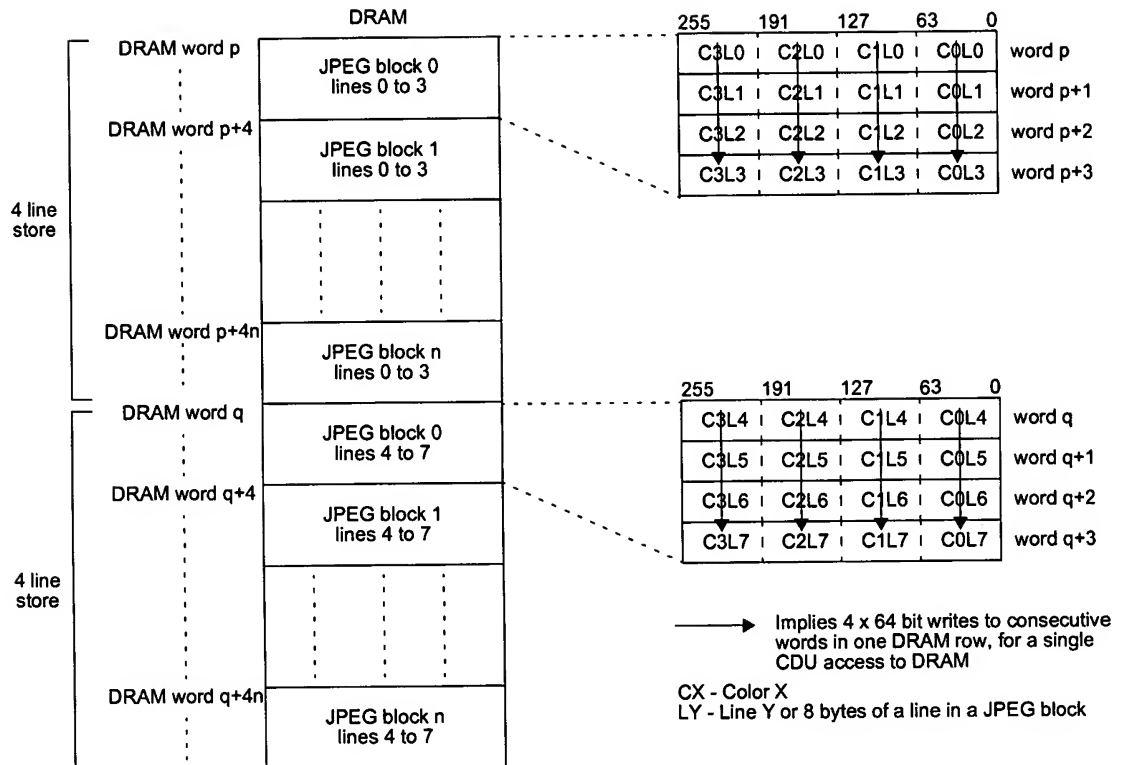 DRAM
DRAM word p
JPEG block 0
lines 0 to 3
DRAM word p+4
JPEG block 1
lines 0 to 3
4 line
store
DRAM word p+4n
JPEG block n
lines 0 to 3
DRAM word q
JPEG block 0
lines 4 to 7
DRAM word q+4
JPEG block 1
lines 4 to 7
4 line
store
DRAM word q+4n
JPEG block n
lines 4 to 7
255 191 127 63 0
C3L0 C2L0 C1L0 C0L0 word p
C3L1 C2L1 C1L1 C0L1 word p+1
C3L2 C2L2 C1L2 C0L2 word p+2
C3L3 C2L3 C1L3 C0L3 word p+3
255 191 127 63 0
C3L4 C2L4 C1L4 C0L4 word q
C3L5 C2L5 C1L5 C0L5 word q+1
C3L6 C2L6 C1L6 C0L6 word q+2
C3L7 C2L7 C1L7 C0L7 word q+3
Implies 4 x 64 bit writes to consecutive
words in one DRAM row, for a single
CDU access to DRAM
CX - Color X
LY - Line Y or 8 bytes of a line in a JPEG block